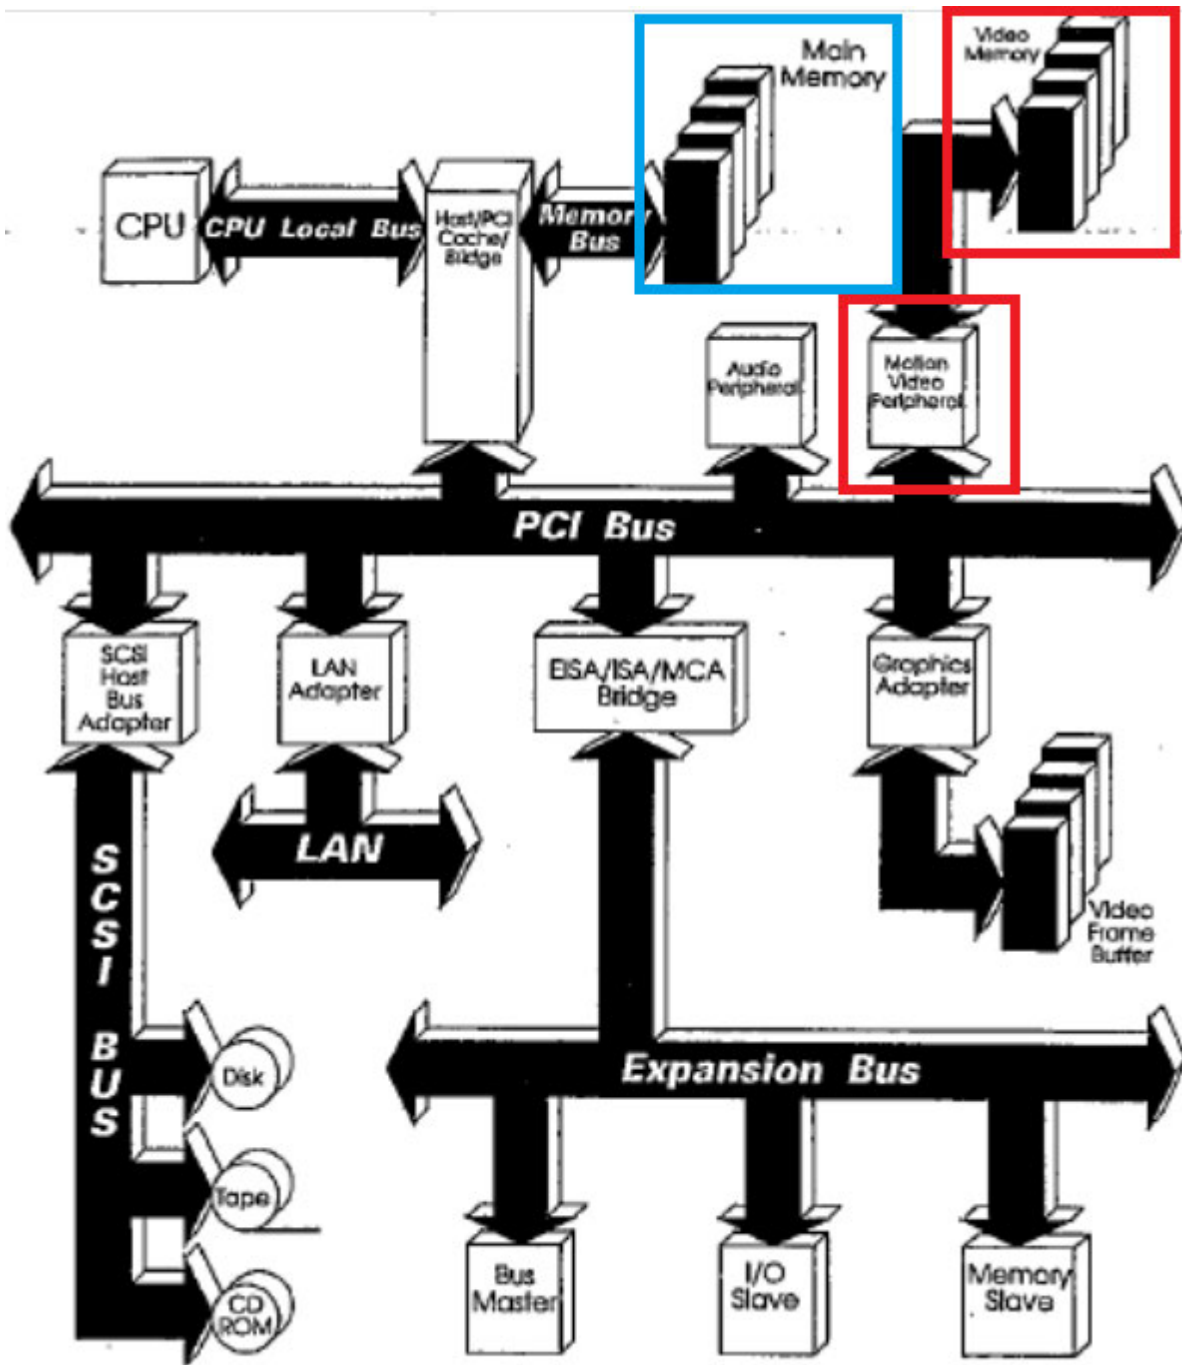 Main
Memory
Video
Memory
CPU
CPU Local Bus
Host/PCI
Cache/
Bridge
Memory
Bus
Audio
Peripheral
Motion
Video
Peripheral
PCI Bus
SCSI
Host
Bus
Adapter
LAN
Adapter
EISA/ISA/MCA
Bridge
Graphics
Adapter
LAN
SCSI BUS
Video
Frame
Buffer
Disk
Expansion Bus
Tape
CD
ROM
Bus
Master
I/O
Slave
Memory
Slave